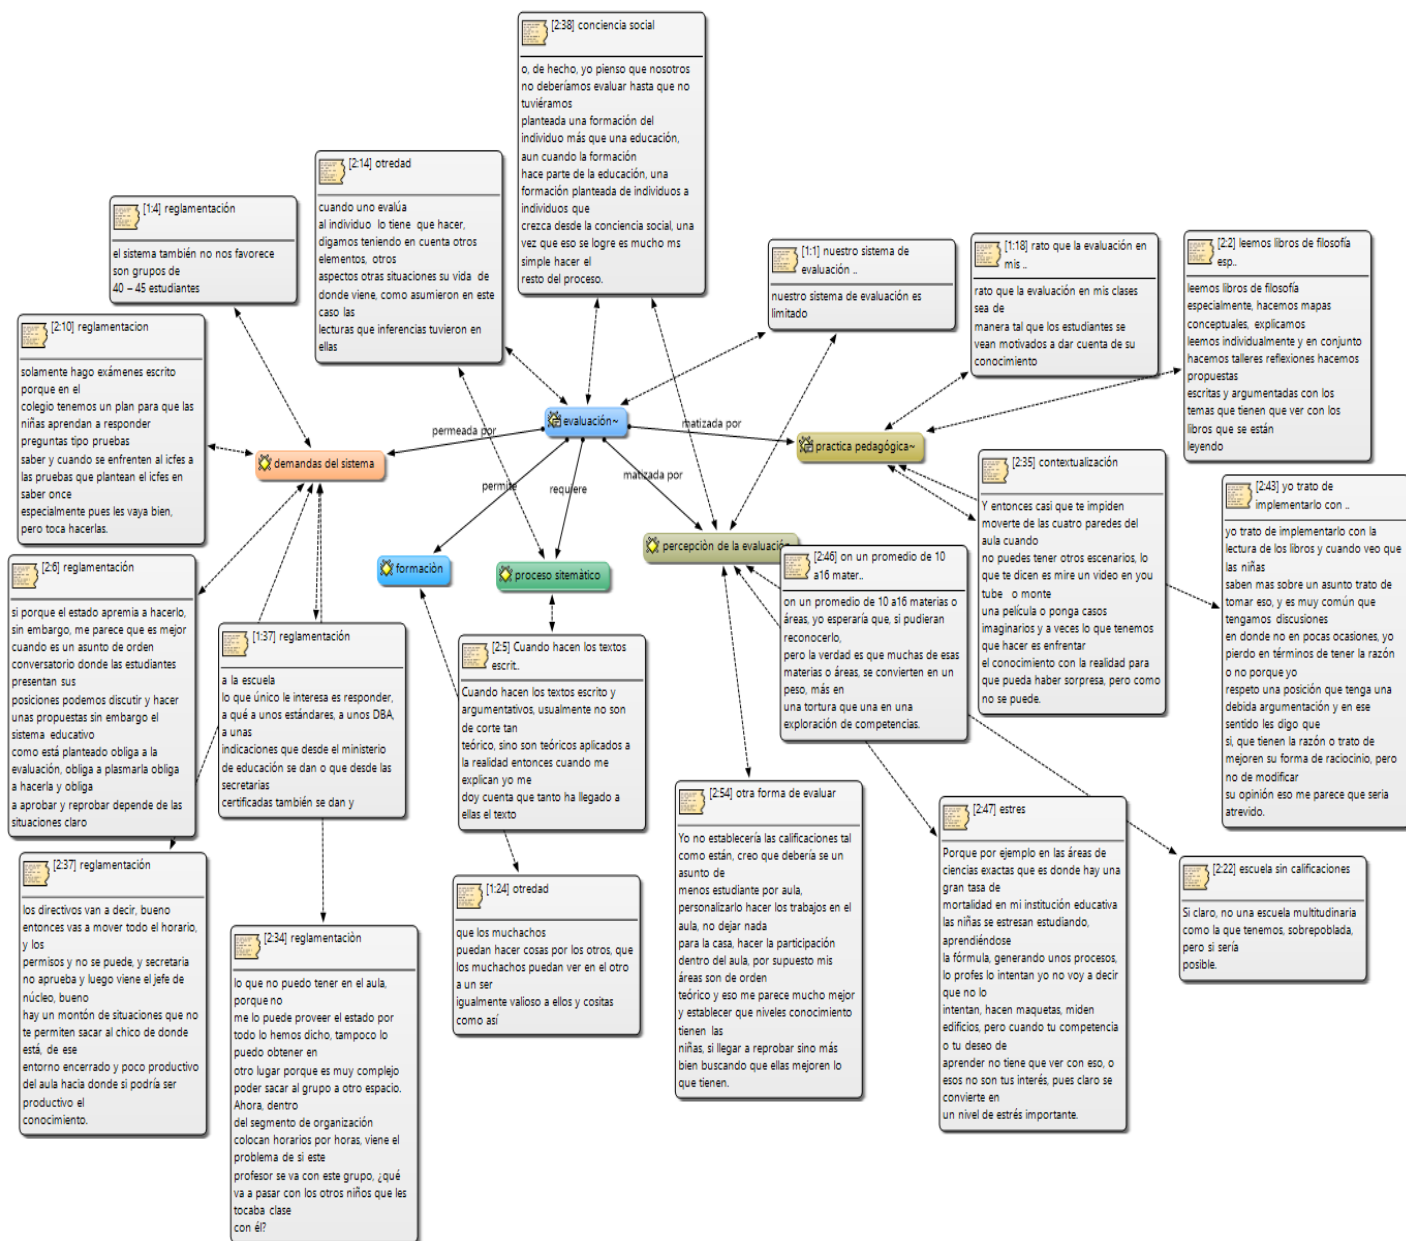 [2:38] conciencia social
o, de hecho, yo pienso que nosotros
no deberíamos evaluar hasta que no
tuviéramos
planteada una formación del
individuo más que una educación,
aun cuando la formación
hace parte de la educación, una
formación planteada de individuos a
individuos que
crezca desde la conciencia social, una
vez que eso se logre es mucho ms
simple hacer el
resto del proceso.
[2:14] otredad
cuando uno evalúa
al individuo lo tiene que hacer,
digamos teniendo en cuenta otros
elementos, otros
aspectos otras situaciones su vida de
donde viene, como asumieron en este
caso las
lecturas que inferencias tuvieron en
ellas
[1:4] reglamentación
el sistema también no nos favorece
son grupos de
40 – 45 estudiantes
[1:1] nuestro sistema de
evaluación ..
nuestro sistema de evaluación es
limitado
[1:18] rato que la evaluación en
mis ..
rato que la evaluación en mis clases
sea de
manera tal que los estudiantes se
vean motivados a dar cuenta de su
conocimiento
[2:2] leemos libros de filosofía
esp..
leemos libros de filosofía
especialmente, hacemos mapas
conceptuales, explicamos
leemos individualmente y en conjunto
hacemos talleres reflexiones hacemos
propuestas
escritas y argumentadas con los
temas que tienen que ver con los
libros que se están
leyendo
[2:10] reglamentacion
solamente hago exámenes escrito
porque en el
colegio tenemos un plan para que las
niñas aprendan a responder
preguntas tipo pruebas
saber y cuando se enfrenten al icfes a
las pruebas que plantean el icfes en
saber once
especialmente pues les vaya bien,
pero toca hacerlas.
evaluación~
permeada por
matizada por
demandas del sistema
practica pedagógica~
permite
requiere
matizada por
formaciòn
proceso sitemàtico
percepciòn de la evaluaciòn
[2:35] contextualización
Y entonces casi que te impiden
moverte de las cuatro paredes del
aula cuando
no puedes tener otros escenarios, lo
que te dicen es mire un video en you
tube o monte
una película o ponga casos
imaginarios y a veces lo que tenemos
que hacer es enfrentar
el conocimiento con la realidad para
que pueda haber sorpresa, pero como
no se puede.
[2:43] yo trato de
implementarlo con ..
yo trato de implementarlo con la
lectura de los libros y cuando veo que
las niñas
saben mas sobre un asunto trato de
tomar eso, y es muy común que
tengamos discusiones
en donde no en pocas ocasiones, yo
pierdo en términos de tener la razón
o no porque yo
respeto una posición que tenga una
debida argumentación y en ese
sentido les digo que
si, que tienen la razón o trato de
mejoren su forma de raciocinio, pero
no de modificar
su opinión eso me parece que seria
atrevido.
[2:46] on un promedio de 10
a16 mater..
on un promedio de 10 a16 materias o
áreas, yo esperaría que, si pudieran
reconocerlo,
pero la verdad es que muchas de esas
materias o áreas, se convierten en un
peso, más en
una tortura que una en una
exploración de competencias.
[2:6] reglamentación
si porque el estado apremia a hacerlo,
sin embargo, me parece que es mejor
cuando es un asunto de orden
conversatorio donde las estudiantes
presentan sus
posiciones podemos discutir y hacer
unas propuestas sin embargo el
sistema educativo
como está planteado obliga a la
evaluación, obliga a plasmarla obliga
a hacerla y obliga
a aprobar y reprobar depende de las
situaciones claro
[1:37] reglamentación
a la escuela
lo que único le interesa es responder,
a qué a unos estándares, a unos DBA,
a unas
indicaciones que desde el ministerio
de educación se dan o que desde las
secretarias
certificadas también se dan y
[2:5] Cuando hacen los textos
escrit..
Cuando hacen los textos escrito y
argumentativos, usualmente no son
de corte tan
teórico, sino son teóricos aplicados a
la realidad entonces cuando me
explican yo me
doy cuenta que tanto ha llegado a
ellas el texto
[2:54] otra forma de evaluar
Yo no establecería las calificaciones tal
como están, creo que debería se un
asunto de
menos estudiante por aula,
personalizarlo hacer los trabajos en el
aula, no dejar nada
para la casa, hacer la participación
dentro del aula, por supuesto mis
áreas son de orden
teórico y eso me parece mucho mejor
y establecer que niveles conocimiento
tienen las
niñas, si llegar a reprobar sino más
bien buscando que ellas mejoren lo
que tienen.
[2:47] estres
Porque por ejemplo en las áreas de
ciencias exactas que es donde hay una
gran tasa de
mortalidad en mi institución educativa
las niñas se estresan estudiando,
aprendiéndose
la fórmula, generando unos procesos,
lo profes lo intentan yo no voy a decir
que no lo
intentan, hacen maquetas, miden
edificios, pero cuando tu competencia
o tu deseo de
aprender no tiene que ver con eso, o
esos no son tus interés, pues claro se
convierte en
un nivel de estrés importante.
[2:22] escuela sin calificaciones
Si claro, no una escuela multitudinaria
como la que tenemos, sobrepoblada,
pero si sería
posible.
[2:37] reglamentación
los directivos van a decir, bueno
entonces vas a mover todo el horario,
y los
permisos y no se puede, y secretaria
no aprueba y luego viene el jefe de
núcleo, bueno
hay un montón de situaciones que no
te permiten sacar al chico de donde
está, de ese
entorno encerrado y poco productivo
del aula hacia donde si podría ser
productivo el
conocimiento.
[1:24] otredad
que los muchachos
puedan hacer cosas por los otros, que
los muchachos puedan ver en el otro
a un ser
igualmente valioso a ellos y cositas
como así
[2:34] reglamentaciòn
lo que no puedo tener en el aula,
porque no
me lo puede proveer el estado por
todo lo hemos dicho, tampoco lo
puedo obtener en
otro lugar porque es muy complejo
poder sacar al grupo a otro espacio.
Ahora, dentro
del segmento de organización
colocan horarios por horas, viene el
problema de si este
profesor se va con este grupo, ¿qué
va a pasar con los otros niños que les
tocaba clase
con él?